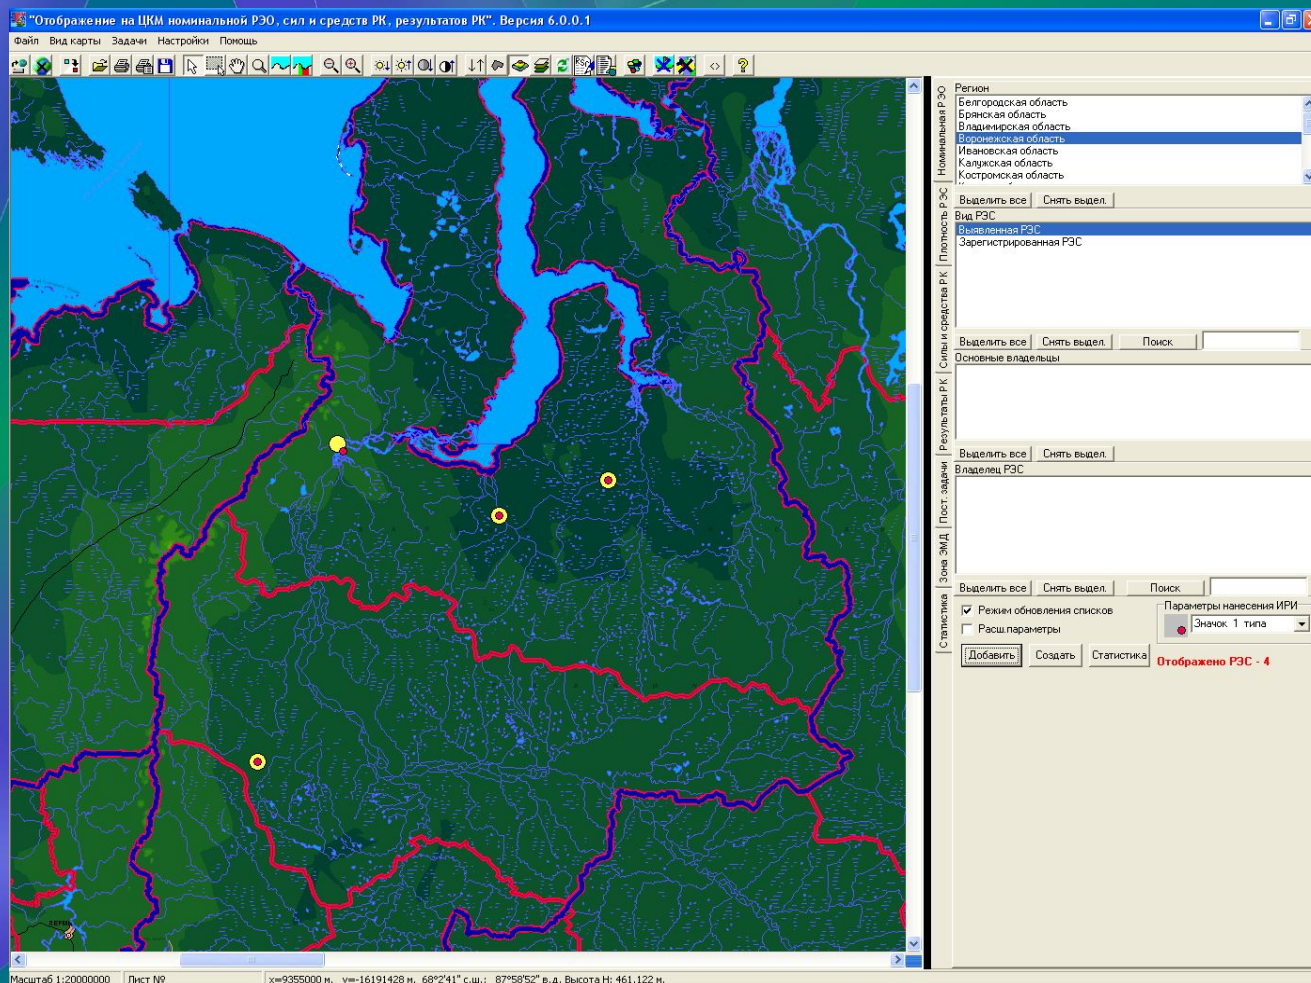 "Отображение на ЦКМ номинальной РЭО, сил и средств РК, результатов РК". Версия 6.0.0.1
Файл Вид карты Задачи Настройки Помощь
Номинальная РЭО
Плотность РЭС
Силы и средства РК
Результаты РК
Пост. задачи
Зона ЭМД
Статистика
Регион
Белгородская область
Брянская область
Владимирская область
Воронежская область
Ивановская область
Калужская область
Костромская область
Выделить все Снять выдел.
Вид РЭС
Выявленная РЭС
Зарегистрированная РЭС
Выделить все Снять выдел. Поиск
Основные владельцы
Выделить все Снять выдел.
Владелец РЭС
Выделить все Снять выдел. Поиск
Режим обновления списков
Расш.параметры
Параметры нанесения ИРИ
Значок 1 типа
Добавить Создать Статистика
Отображено РЭС - 4
Масштаб 1:20000000 Лист № x=9355000 м, y=-16191428 м, 68°2'41" с.ш.; 87°58'52" в.д. Высота H: 461,122 м.